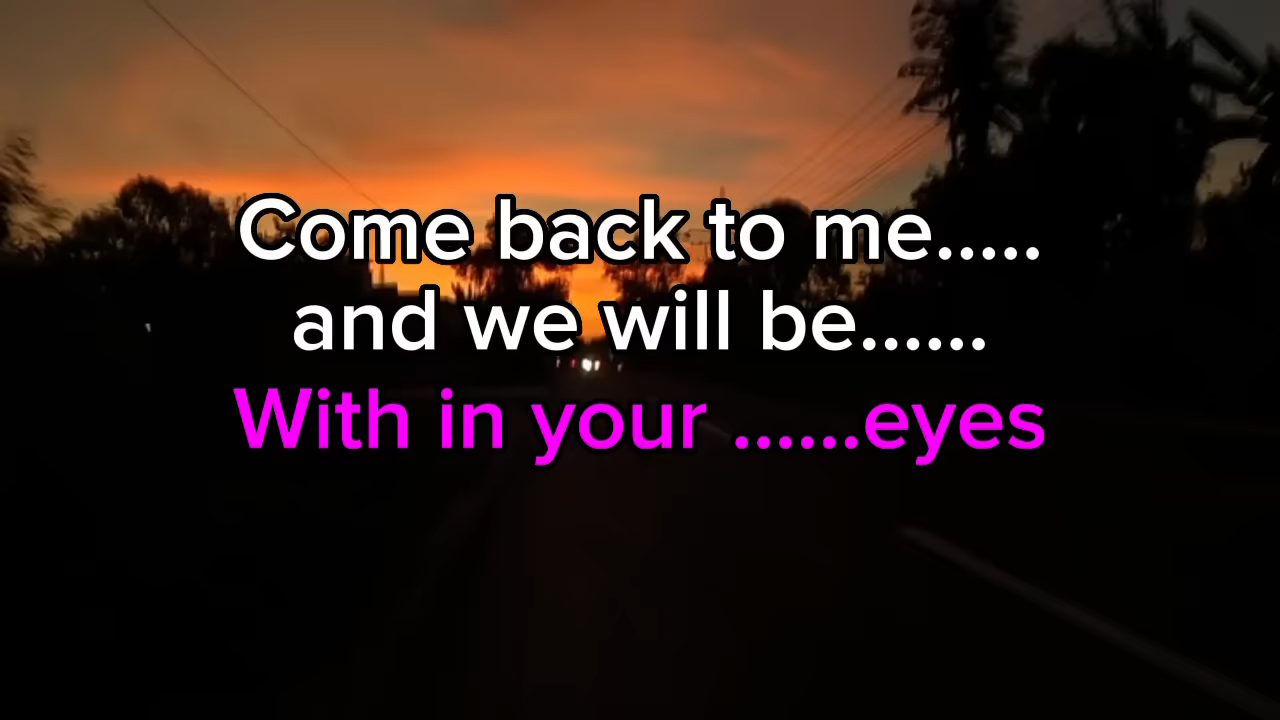 Come back to me.....
and we will be......
With in your ......eyes